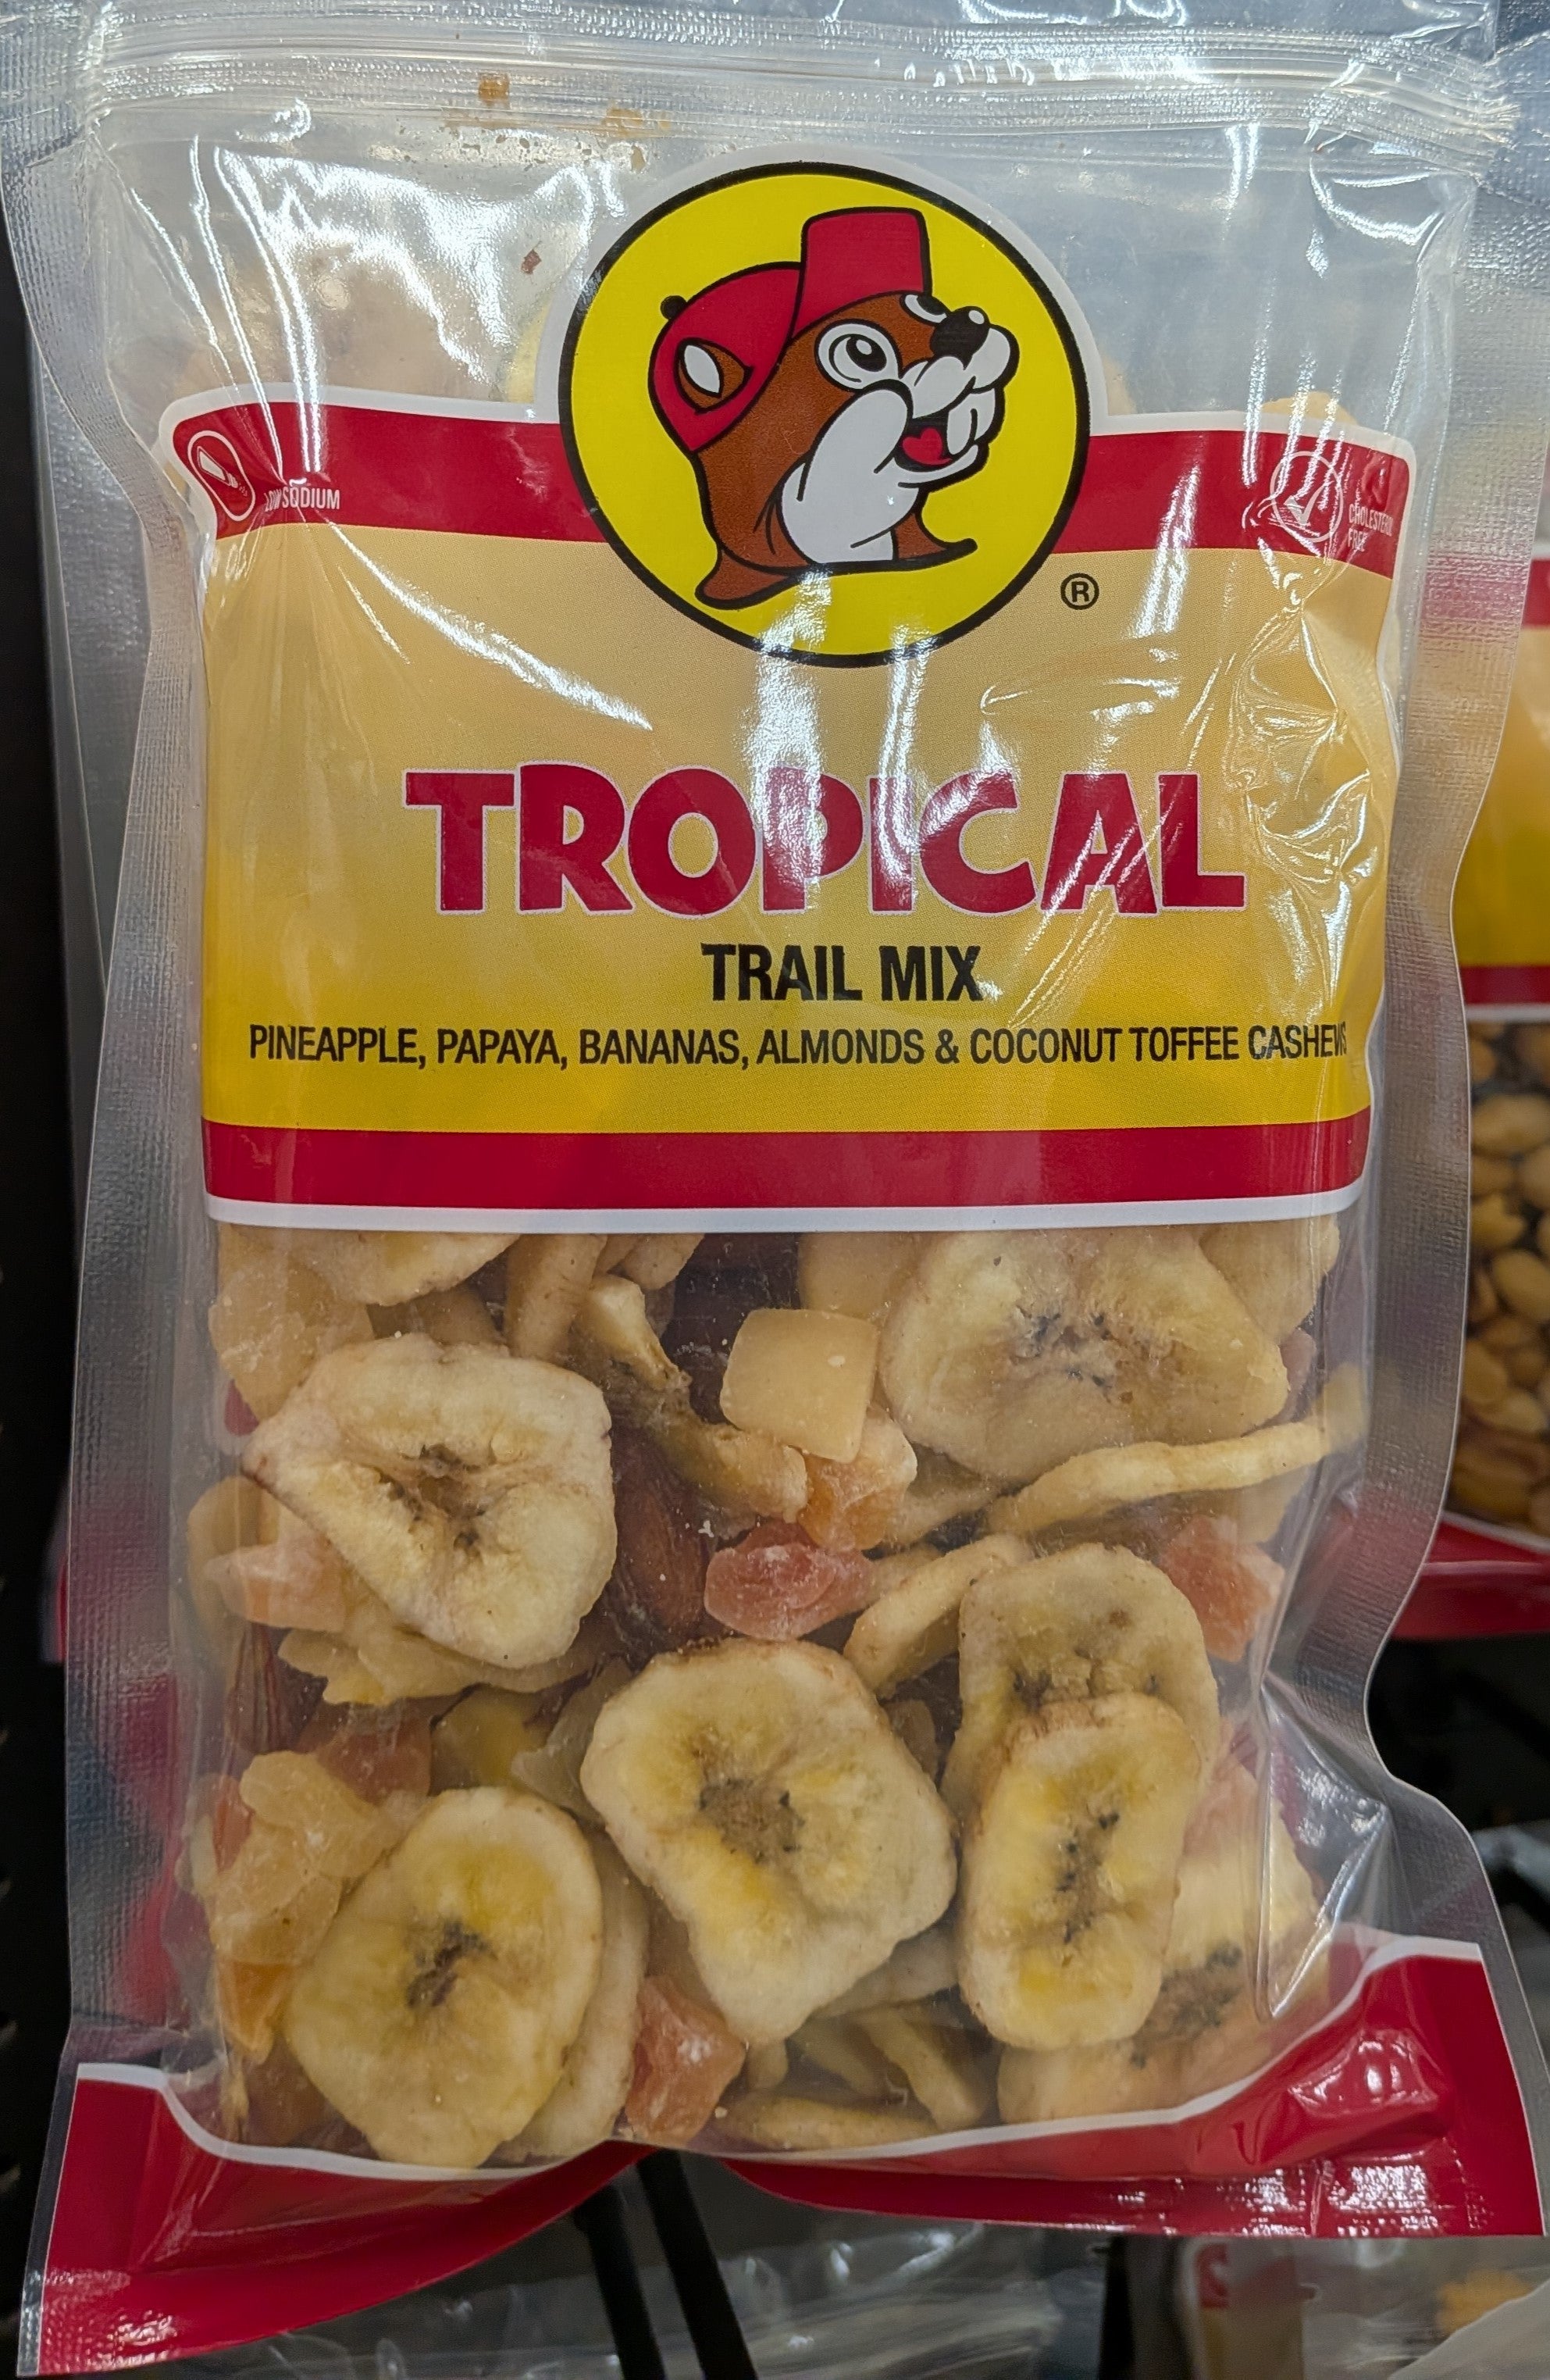 LOW SODIUM
CHOLESTEROL
FREE
®
TROPICAL
TRAIL MIX
PINEAPPLE, PAPAYA, BANANAS, ALMONDS & COCONUT TOFFEE CASHEWS